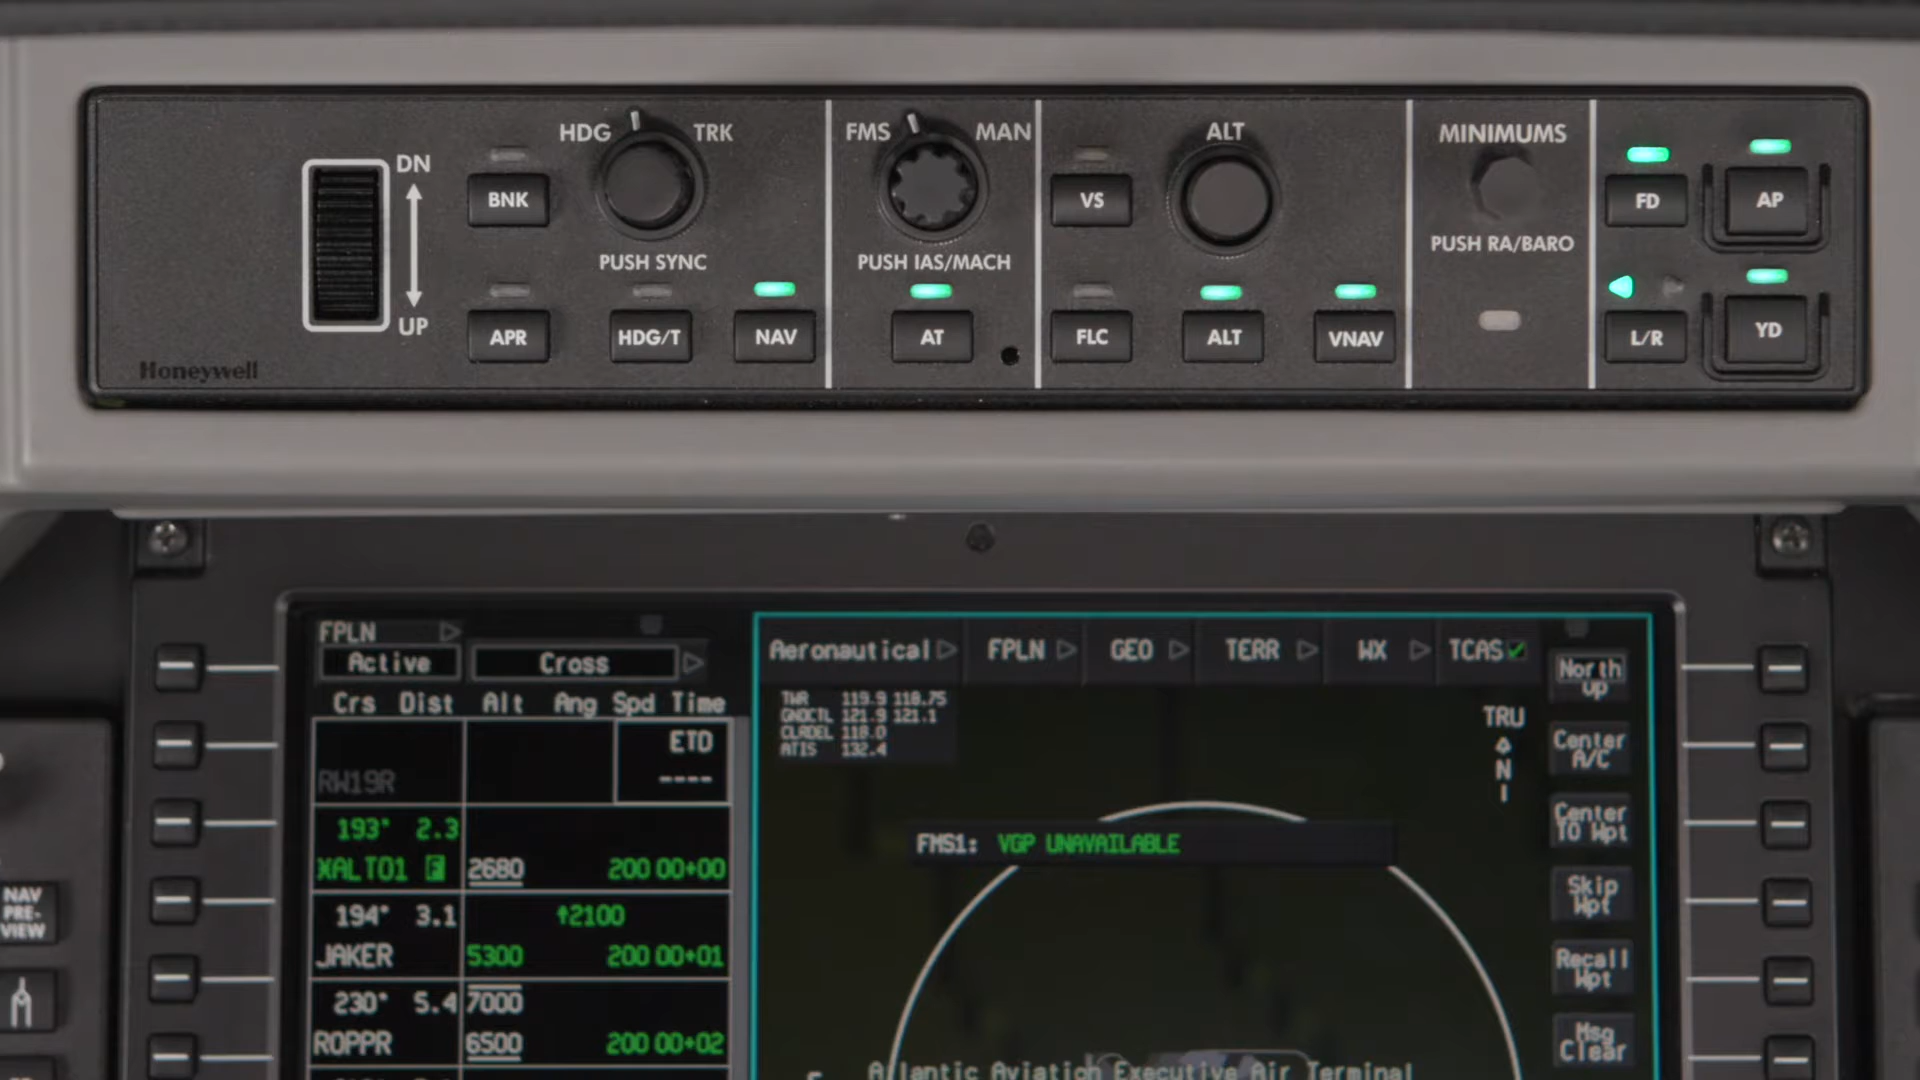 HDG TRK
FMS MAN
ALT
MINIMUMS
DN
BNK
VS
FD
AP
PUSH SYNC
PUSH IAS/MACH
PUSH RA/BARO
UP
APR
HDG/T
NAV
AT
FLC
ALT
VNAV
L/R
YD
Honeywell
FPLN
Active
Cross
Crs Dist Alt Ang Spd Time
ETD
RW19R ----
193° 2.3
XALTO1 F 2680 200 00+00
194° 3.1 ↑2100
JAKER 5300 200 00+01
230° 5.4 7000
ROPPR 6500 200 00+02
Aeronautical FPLN GEO TERR WX TCAS
TWR 119.9 118.75
GNDCTL 121.9 121.1
CLRDEL 118.0
ATIS 132.4
TRU
N
FMS1: VGP UNAVAILABLE
Atlantic Aviation Executive Air Terminal
North
Up
Center
A/C
Center
TO Wpt
Skip
Wpt
Recall
Wpt
Msg
Clear
NAV
PRE-
VIEW